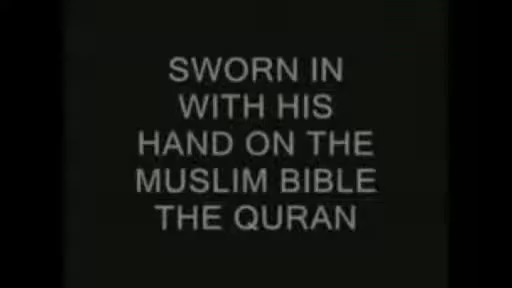 SWORN IN
WITH HIS
HAND ON THE
MUSLIM BIBLE
THE QURAN